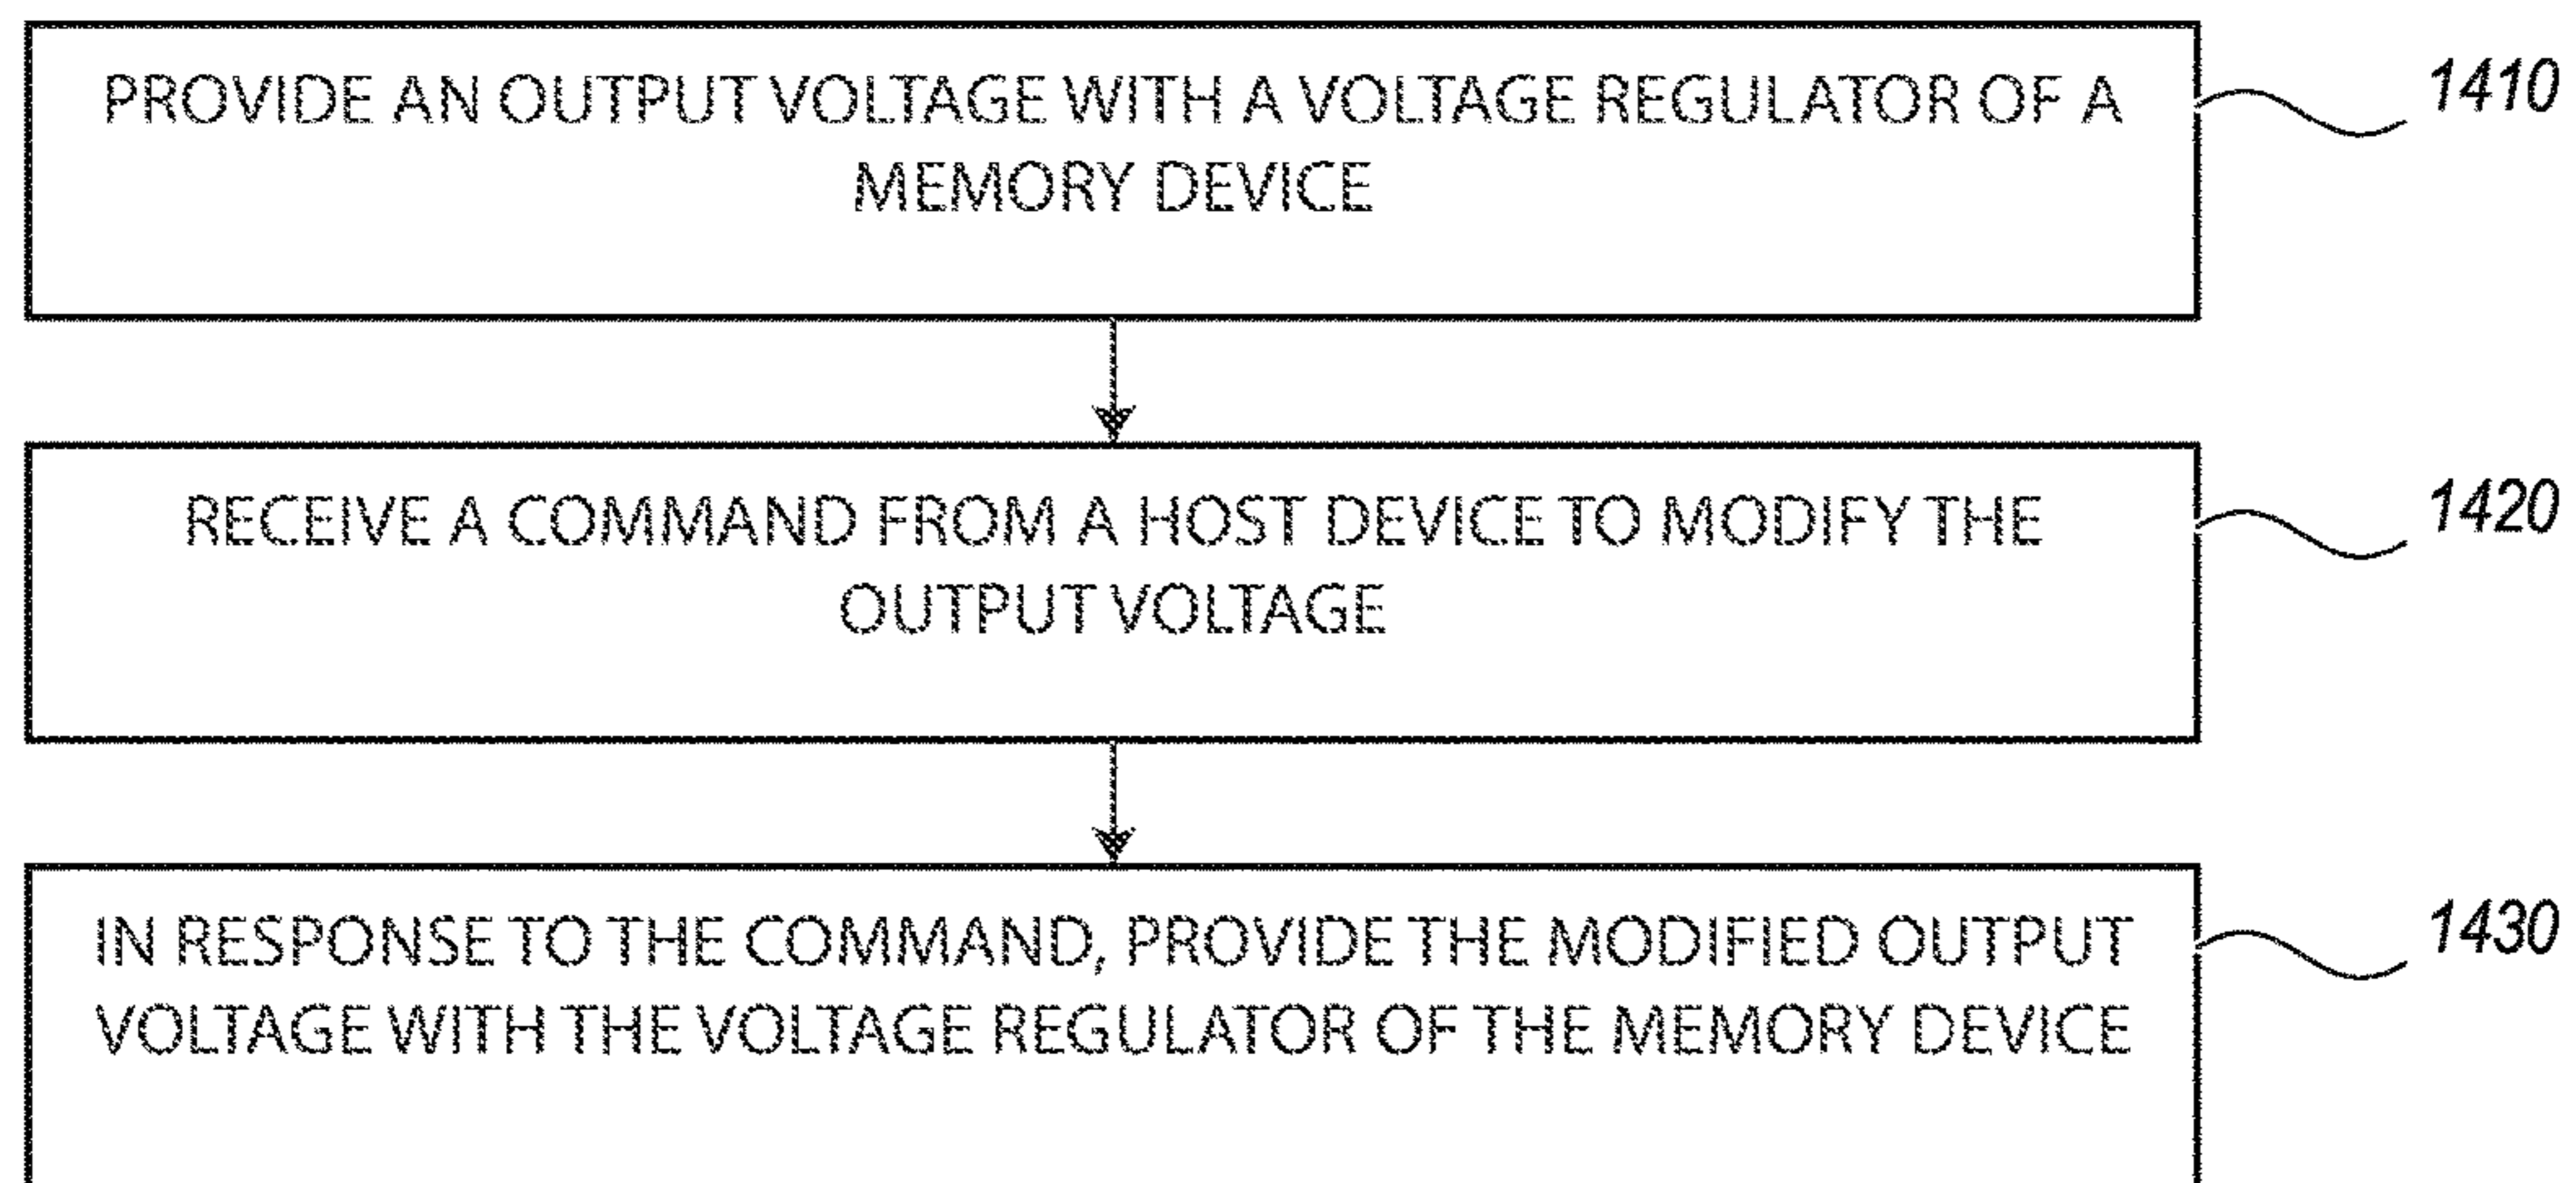 PROVIDE AN OUTPUT VOLTAGE WITH A VOLTAGE REGULATOR OF A
MEMORY DEVICE
1410
RECEIVE A COMMAND FROM A HOST DEVICE TO MODIFY THE
OUTPUT VOLTAGE
1420
IN RESPONSE TO THE COMMAND, PROVIDE THE MODIFIED OUTPUT
VOLTAGE WITH THE VOLTAGE REGULATOR OF THE MEMORY DEVICE
1430